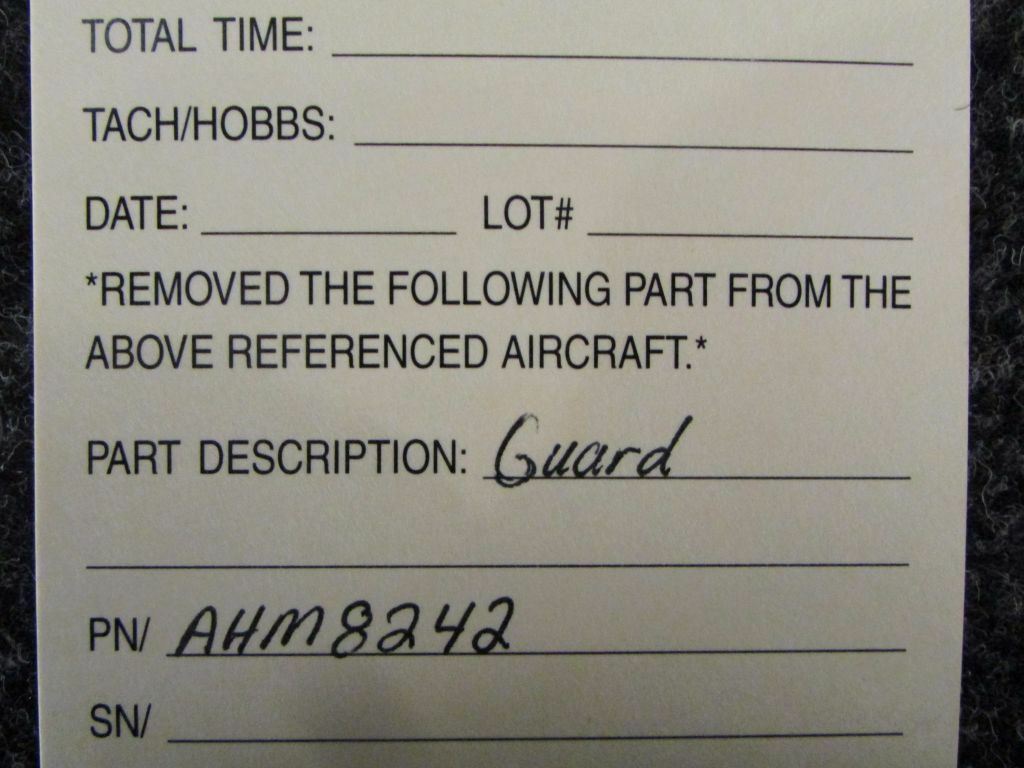 TOTAL TIME:
TACH/HOBBS:
DATE: LOT#
*REMOVED THE FOLLOWING PART FROM THE
ABOVE REFERENCED AIRCRAFT.*
PART DESCRIPTION: Guard
PN/ AHM8242
SN/